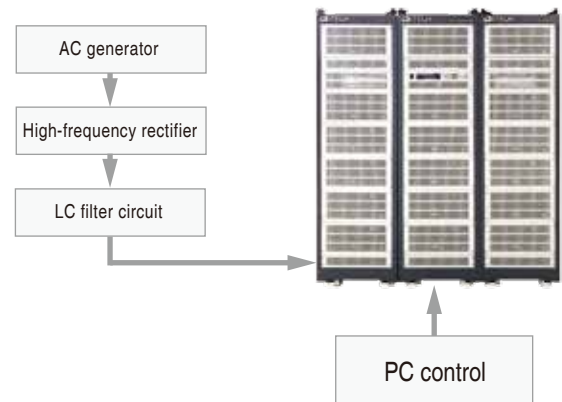 AC generator
High-frequency rectifier
LC filter circuit
PC control